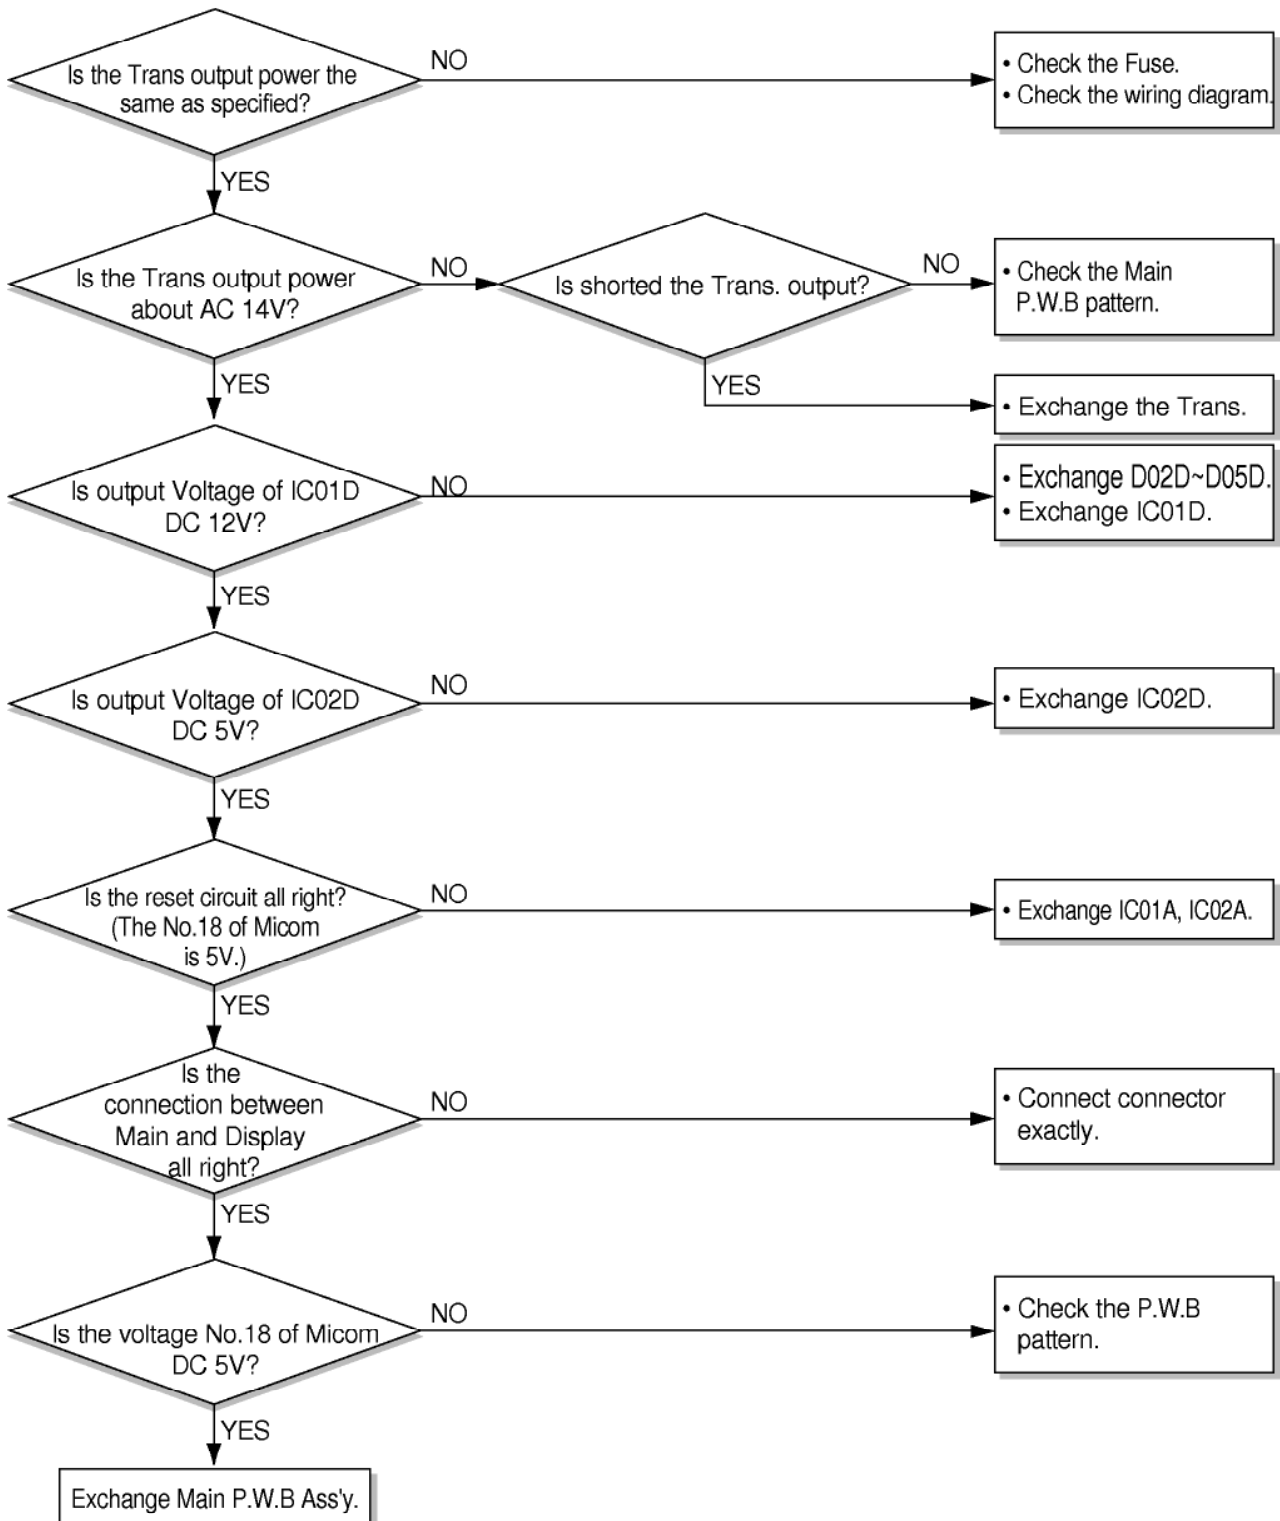 Is the Trans output power the
same as specified?
NO
• Check the Fuse.
• Check the wiring diagram.
YES
Is the Trans output power
about AC 14V?
NO
Is shorted the Trans. output?
NO
• Check the Main
P.W.B pattern.
YES
YES
• Exchange the Trans.
Is output Voltage of IC01D
DC 12V?
NO
• Exchange D02D~D05D.
• Exchange IC01D.
YES
Is output Voltage of IC02D
DC 5V?
NO
• Exchange IC02D.
YES
Is the reset circuit all right?
(The No.18 of Micom
is 5V.)
NO
• Exchange IC01A, IC02A.
YES
Is the
connection between
Main and Display
all right?
NO
• Connect connector
exactly.
YES
Is the voltage No.18 of Micom
DC 5V?
NO
• Check the P.W.B
pattern.
YES
Exchange Main P.W.B Ass'y.